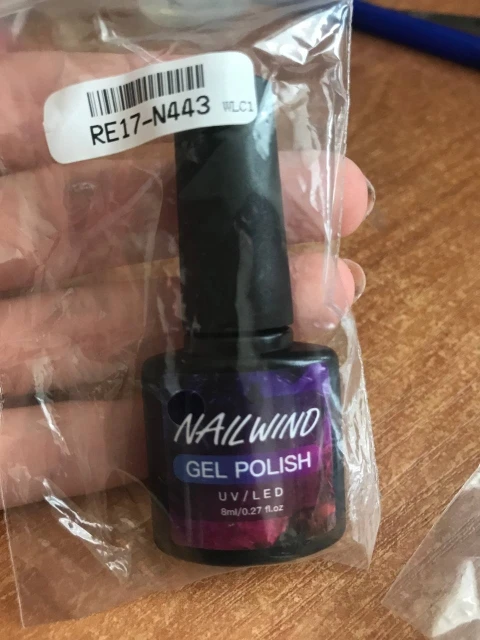 RE17-N443 WLC1
NAILWIND
GEL POLISH
UV/LED
8ml/0.27 fl.oz